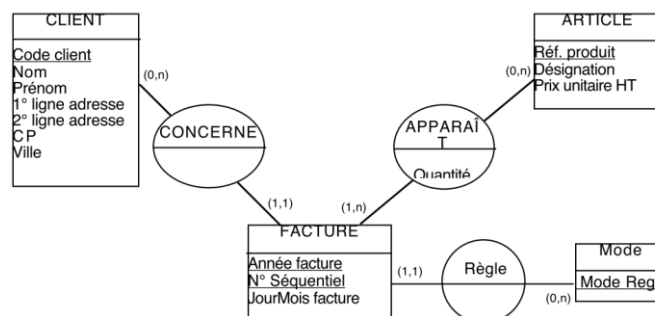 CLIENT
Code client
Nom
Prénom
1° ligne adresse
2° ligne adresse
CP
Ville
(0,n)
CONCERNE
(1,1)
ARTICLE
Réf. produit
Désignation
Prix unitaire HT
(0,n)
APPARAÎ
T
Quantité
(1,n)
FACTURE
Année facture
N° Séquentiel
JourMois facture
(1,1)
Règle
(0,n)
Mode
Mode Reg